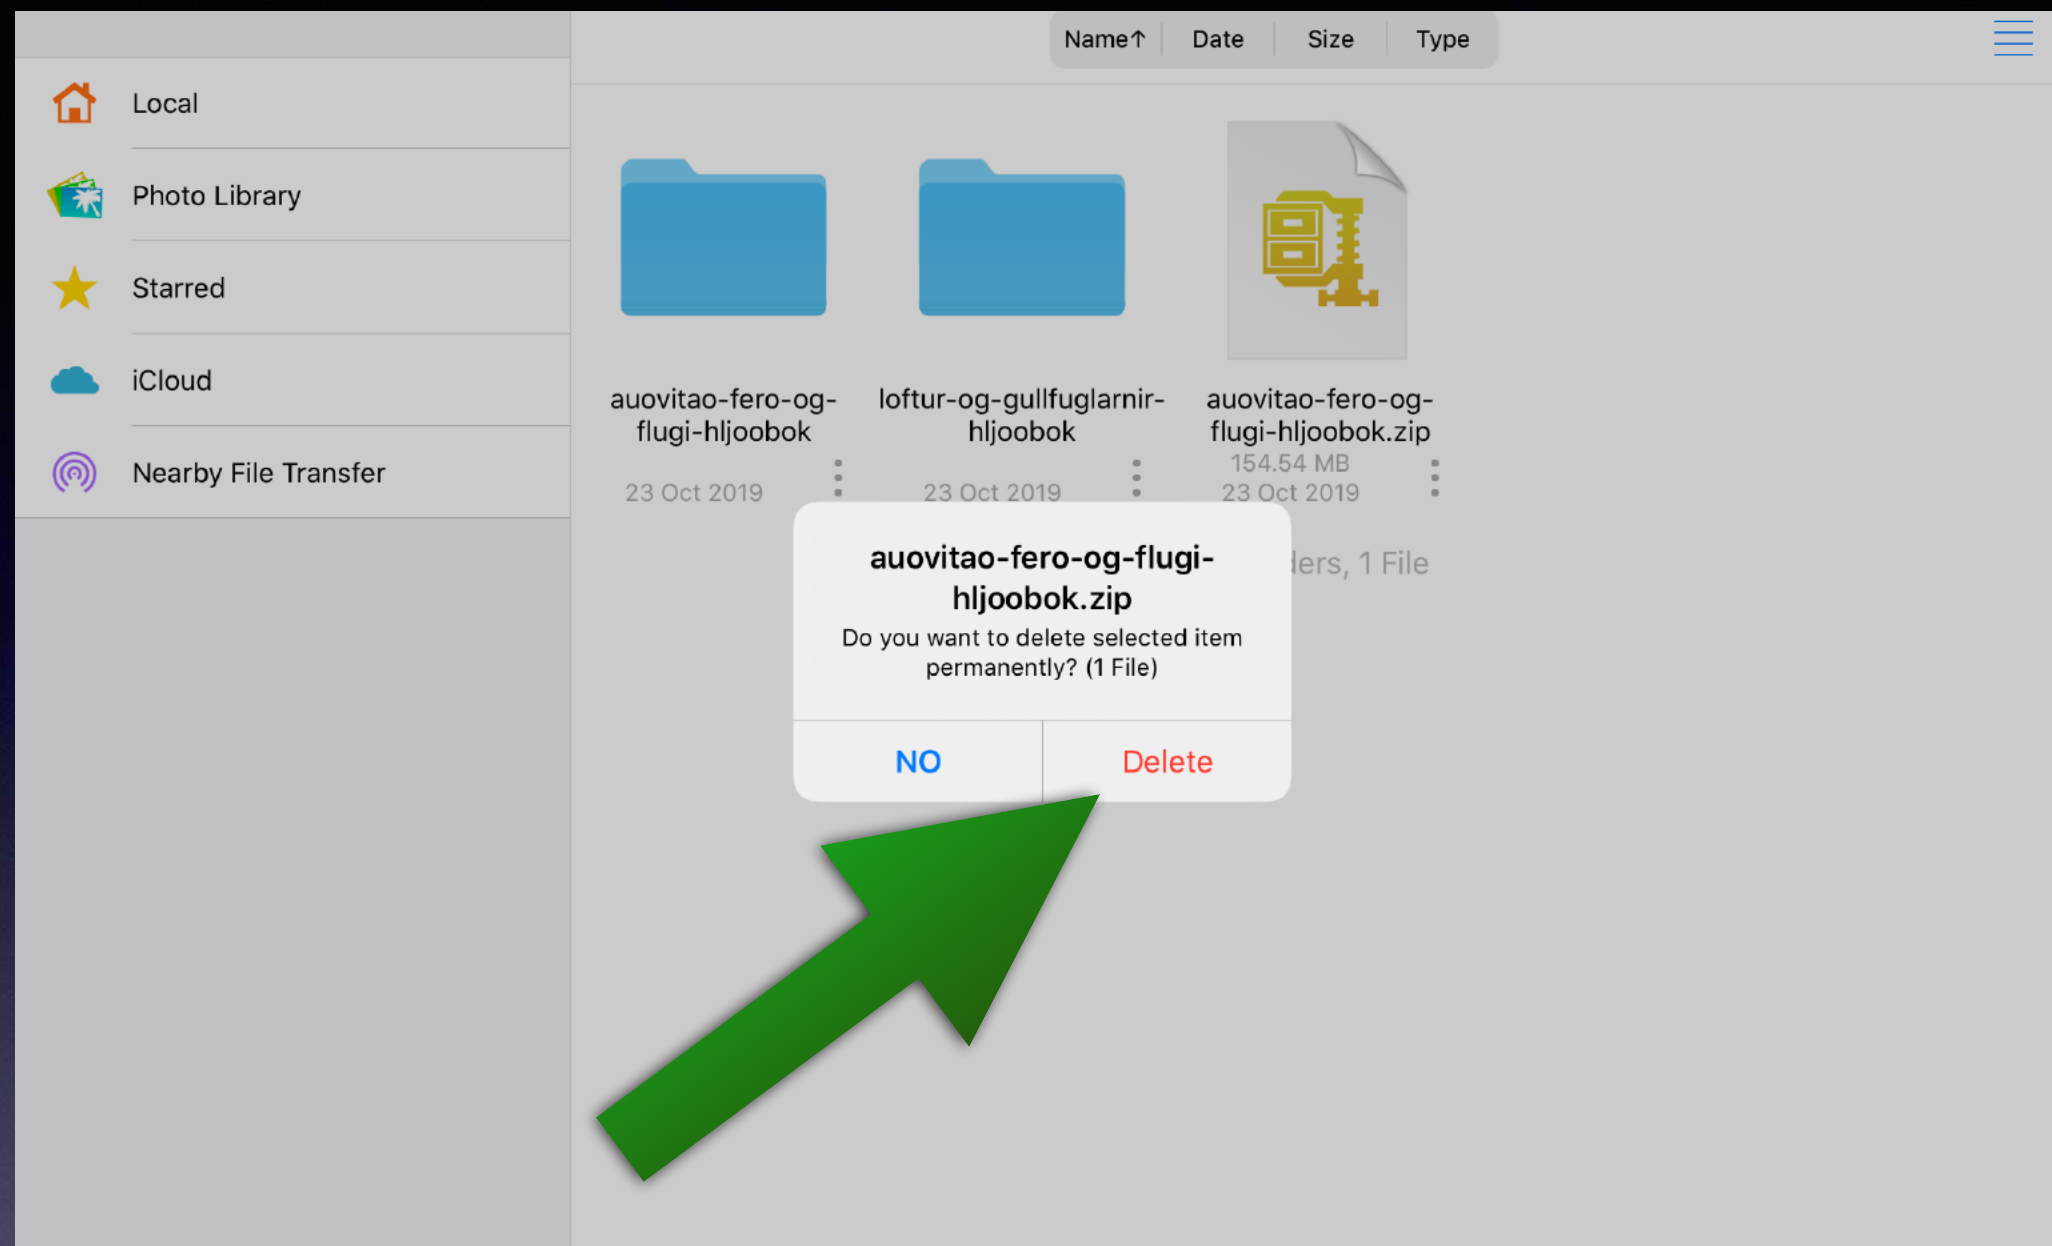 Name↑ Date Size Type
Local
Photo Library
Starred
iCloud
Nearby File Transfer
auovitao-fero-og-
flugi-hljoobok
23 Oct 2019
loftur-og-gullfuglarnir-
hljoobok
23 Oct 2019
auovitao-fero-og-
flugi-hljoobok.zip
154.54 MB
23 Oct 2019
1 File
auovitao-fero-og-flugi-
hljoobok.zip
Do you want to delete selected item
permanently? (1 File)
NO Delete